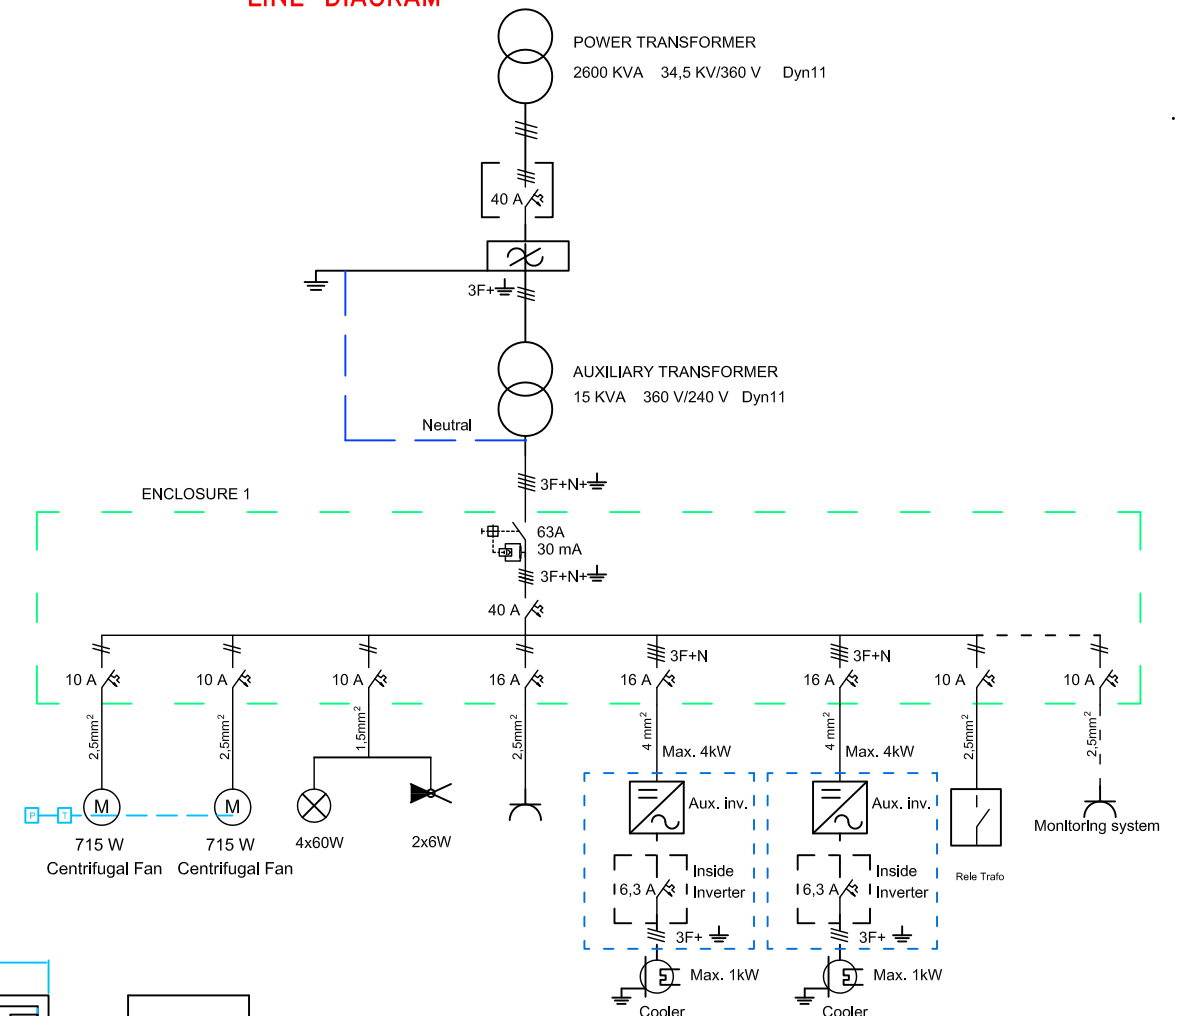 LINE DIAGRAM
POWER TRANSFORMER
2600 KVA 34,5 KV/360 V Dyn11
40 A
3F+
AUXILIARY TRANSFORMER
15 KVA 360 V/240 V Dyn11
Neutral
3F+N+
ENCLOSURE 1
63A
30 mA
3F+N+
40 A
3F+N
3F+N
10 A
10 A
10 A
16 A
16 A
16 A
10 A
10 A
2,5mm²
2,5mm²
1,5mm²
2,5mm²
4 mm²
4 mm²
2,5mm²
2,5mm²
Max. 4kW
Max. 4kW
P
T
M
M
Aux. inv.
Aux. inv.
Monitoring system
715 W
715 W
4x60W
2x6W
Centrifugal Fan
Centrifugal Fan
Inside
Inverter
6,3 A
Inside
Inverter
6,3 A
Rele Trafo
3F+
3F+
Max. 1kW
Max. 1kW
Cooler
Cooler